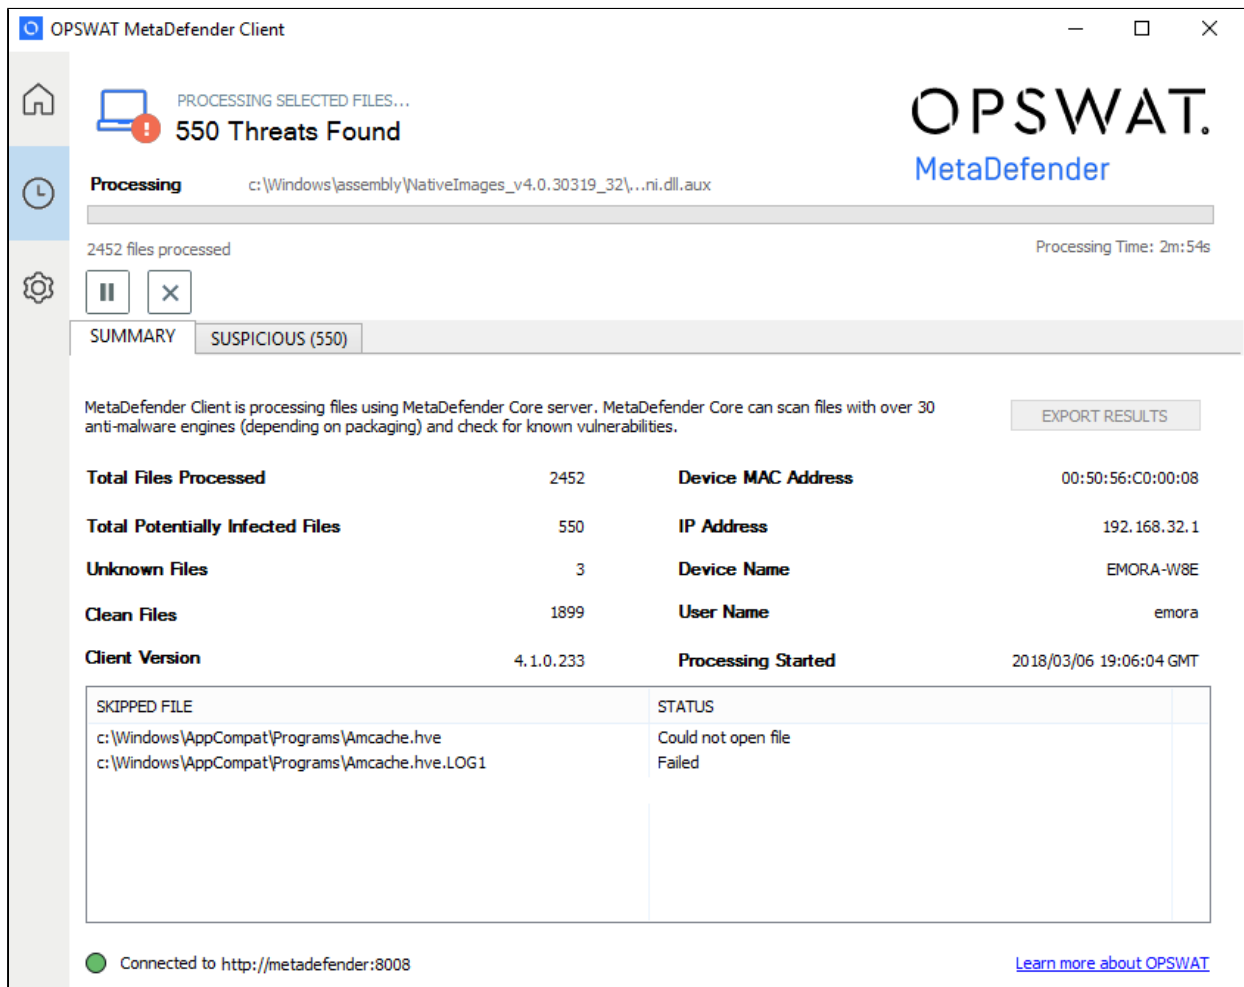 OPSWAT MetaDefender Client
PROCESSING SELECTED FILES...
550 Threats Found
OPSWAT.
MetaDefender
Processing c:\Windows\assembly\NativeImages_v4.0.30319_32\...ni.dll.aux
2452 files processed
Processing Time: 2m:54s
SUMMARY
SUSPICIOUS (550)
MetaDefender Client is processing files using MetaDefender Core server. MetaDefender Core can scan files with over 30
anti-malware engines (depending on packaging) and check for known vulnerabilities.
EXPORT RESULTS
Total Files Processed 2452
Device MAC Address 00:50:56:C0:00:08
Total Potentially Infected Files 550
IP Address 192.168.32.1
Unknown Files 3
Device Name EMORA-W8E
Clean Files 1899
User Name emora
Client Version 4.1.0.233
Processing Started 2018/03/06 19:06:04 GMT
SKIPPED FILE STATUS
c:\Windows\AppCompat\Programs\Amcache.hve Could not open file
c:\Windows\AppCompat\Programs\Amcache.hve.LOG1 Failed
Connected to http://metadefender:8008
Learn more about OPSWAT